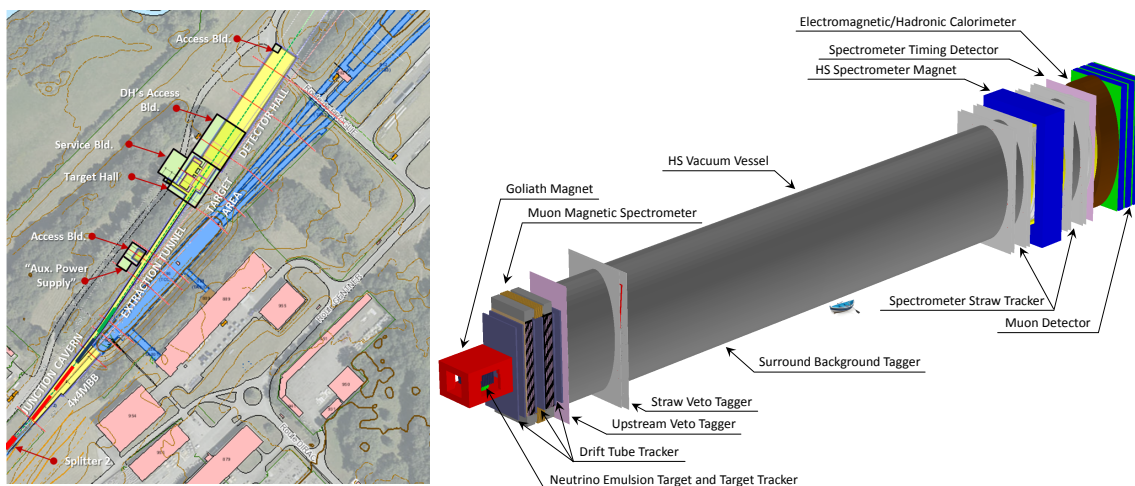 Access Bld.
DH's Access
Bld.
Service Bld.
Target Hall
Access Bld.
"Aux. Power
Supply"
Splitter 2
DETECTOR HALL
TARGET
AREA
EXTRACTION TUNNEL
JUNCTION CAVERN
4x4MBB
Electromagnetic/Hadronic Calorimeter
Spectrometer Timing Detector
HS Spectrometer Magnet
HS Vacuum Vessel
Goliath Magnet
Muon Magnetic Spectrometer
Spectrometer Straw Tracker
Muon Detector
Surround Background Tagger
Straw Veto Tagger
Upstream Veto Tagger
Drift Tube Tracker
Neutrino Emulsion Target and Target Tracker